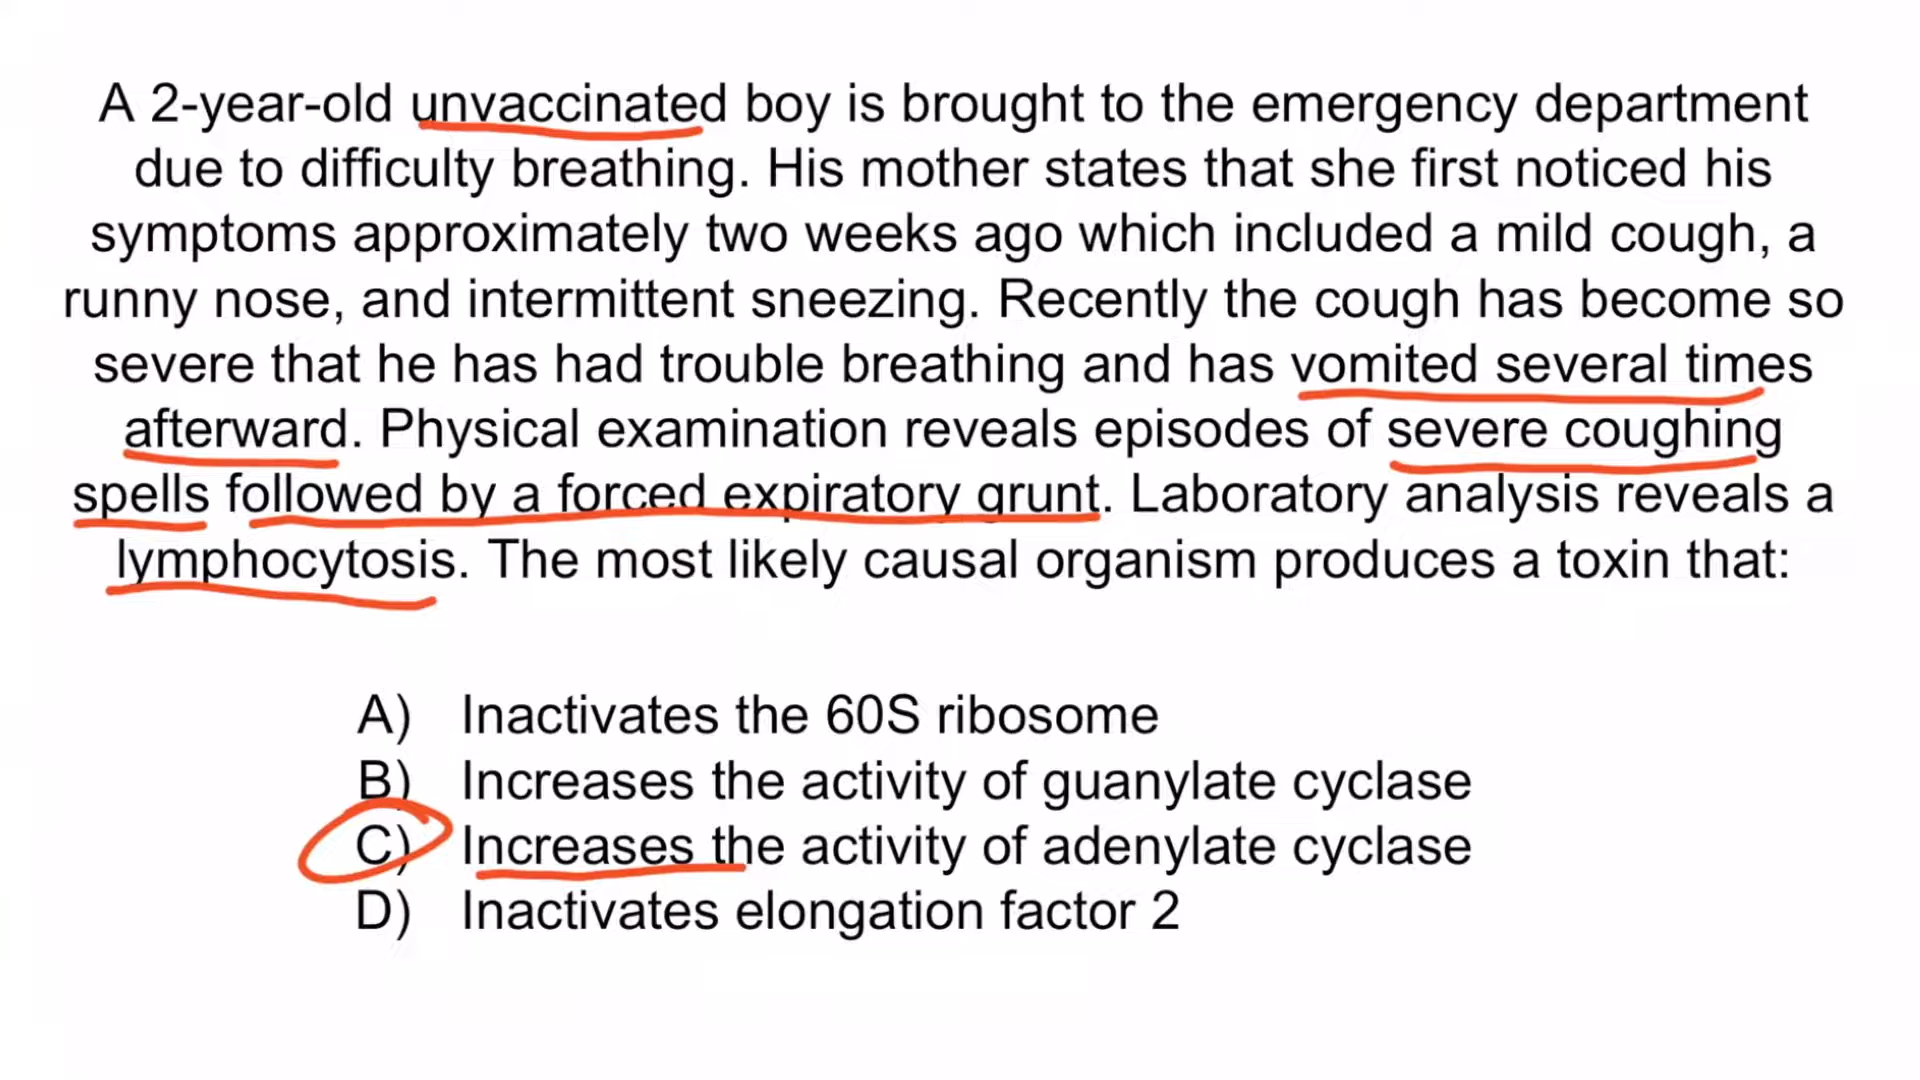 A 2-year-old unvaccinated boy is brought to the emergency department
due to difficulty breathing. His mother states that she first noticed his
symptoms approximately two weeks ago which included a mild cough, a
runny nose, and intermittent sneezing. Recently the cough has become so
severe that he has had trouble breathing and has vomited several times
afterward. Physical examination reveals episodes of severe coughing
spells followed by a forced expiratory grunt. Laboratory analysis reveals a
lymphocytosis. The most likely causal organism produces a toxin that:
A) Inactivates the 60S ribosome
B) Increases the activity of guanylate cyclase
C) Increases the activity of adenylate cyclase
D) Inactivates elongation factor 2